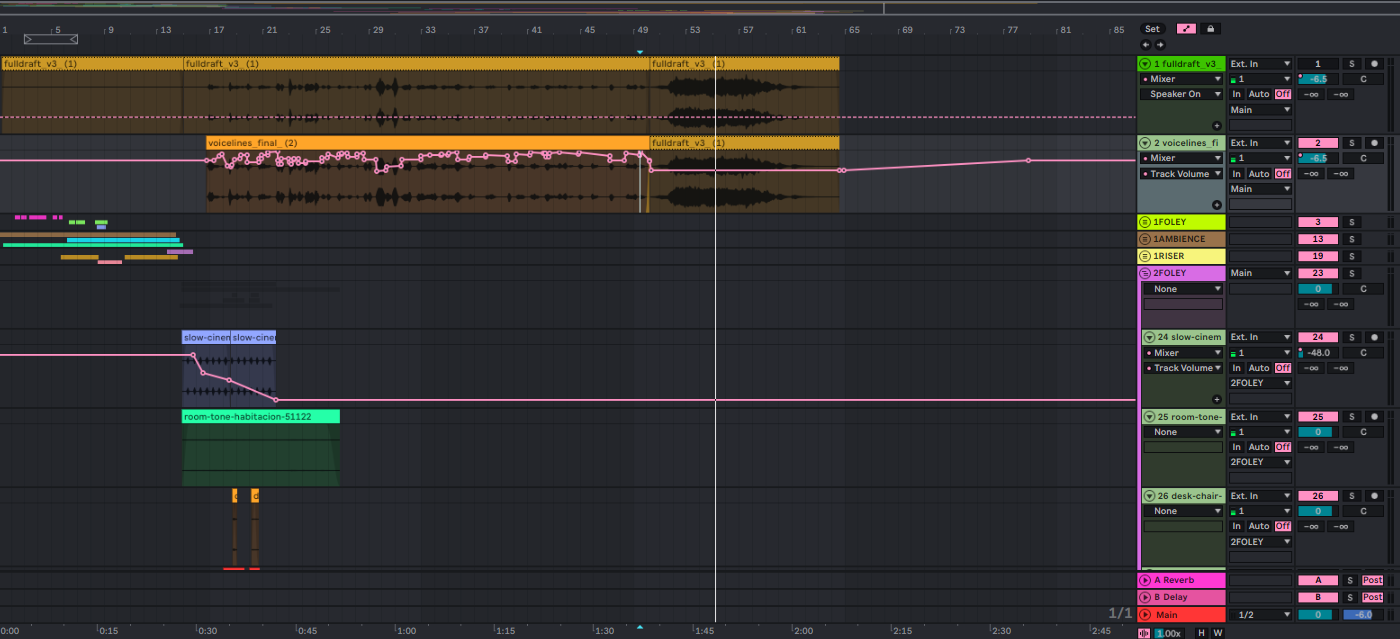 1 5 9 13 17 21 25 29 33 37 41 45 49 53 57 61 65 69 73 77 81 85 Set
fulldraft_v3_(1) fulldraft_v3_(1) fulldraft_v3_(1) 1 fulldraft_v3_ Ext. In 1 S
Mixer 1 -6.5 C
Speaker On In Auto Off -∞ -∞
Main
voicelines_final_(2) fulldraft_v3_(1) 2 voicelines_fi Ext. In 2 S
Mixer 1 -6.5 C
Track Volume In Auto Off -∞ -∞
Main
1FOLEY 3 S
1AMBIENCE 13 S
1RISER 19 S
2FOLEY Main 23 S
None 0 C
-∞ -∞
slow-cinen slow-ciner 24 slow-cinem Ext. In 24 S
Mixer 1 -48.0 C
Track Volume In Auto Off -∞ -∞
2FOLEY
room-tone-habitacion-51122 25 room-tone- Ext. In 25 S
None 1 0 C
In Auto Off -∞ -∞
2FOLEY
d 26 desk-chair- Ext. In 26 S
None 1 0 C
In Auto Off -∞ -∞
2FOLEY
A Reverb A S Post
B Delay B S Post
1/1 Main 1/2 0 -6.0
0:00 0:15 0:30 0:45 1:00 1:15 1:30 1:45 2:00 2:15 2:30 2:45 1.00x H W